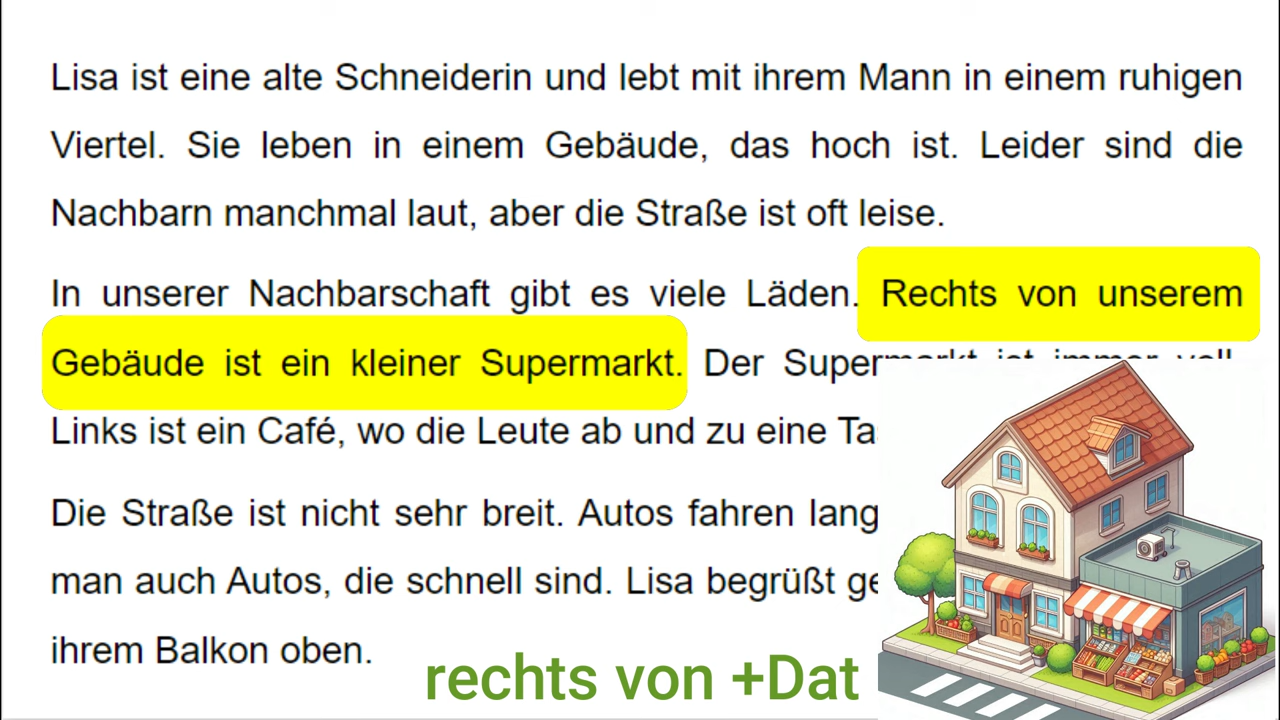 Lisa ist eine alte Schneiderin und lebt mit ihrem Mann in einem ruhigen
Viertel. Sie leben in einem Gebäude, das hoch ist. Leider sind die
Nachbarn manchmal laut, aber die Straße ist oft leise.
In unserer Nachbarschaft gibt es viele Läden. Rechts von unserem
Gebäude ist ein kleiner Supermarkt. Der Supermarkt ist immer voll.
Links ist ein Café, wo die Leute ab und zu eine
Die Straße ist nicht sehr breit. Autos fahren
man auch Autos, die schnell sind. Lisa begrüßt
ihrem Balkon oben.
rechts von +Dat